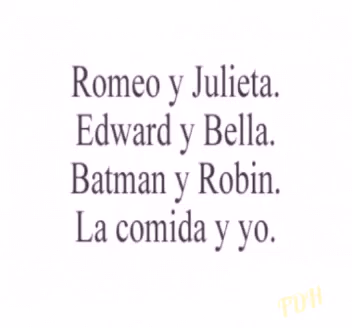 Romeo y Julieta.
Edward y Bella.
Batman y Robin.
La comida y yo.